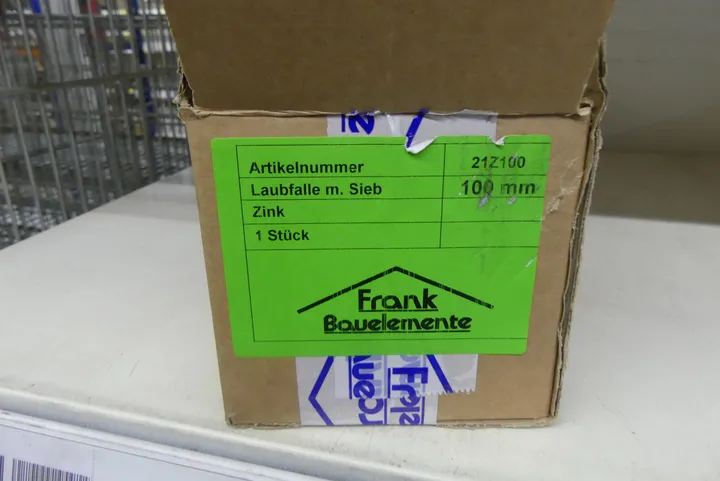 Artikelnummer 21Z100
Laubfalle m. Sieb 100 mm
Zink
1 Stück
Frank
Bauelemente